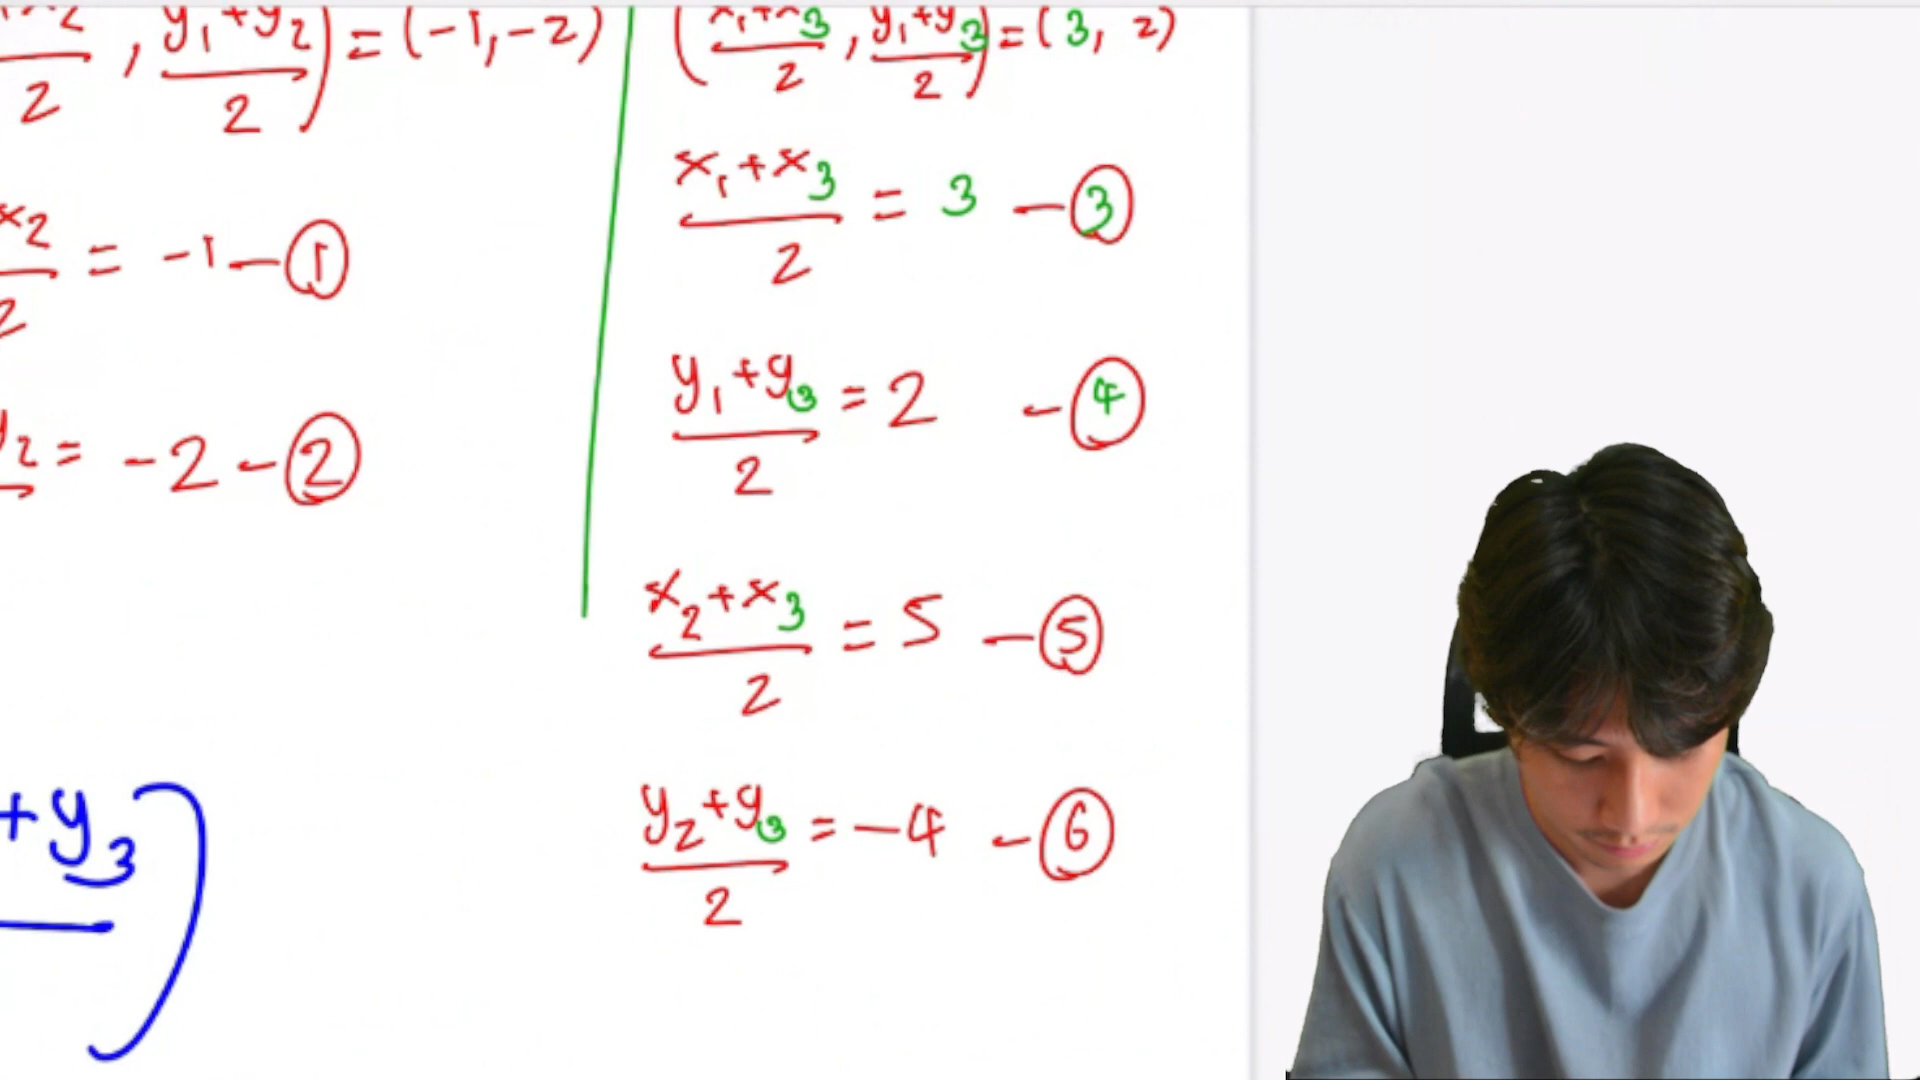 x2/2, y₁+y₂/2) = (-1, -2)
x₂/2 = -1 – ①
y₂ = -2 – ②
+y₃)
(x₁+x₃/2, y₁+y₃/2) = (3, 2)
x₁+x₃/2 = 3 – ③
y₁+y₃/2 = 2 – ④
x₂+x₃/2 = 5 – ⑤
y₂+y₃/2 = -4 – ⑥